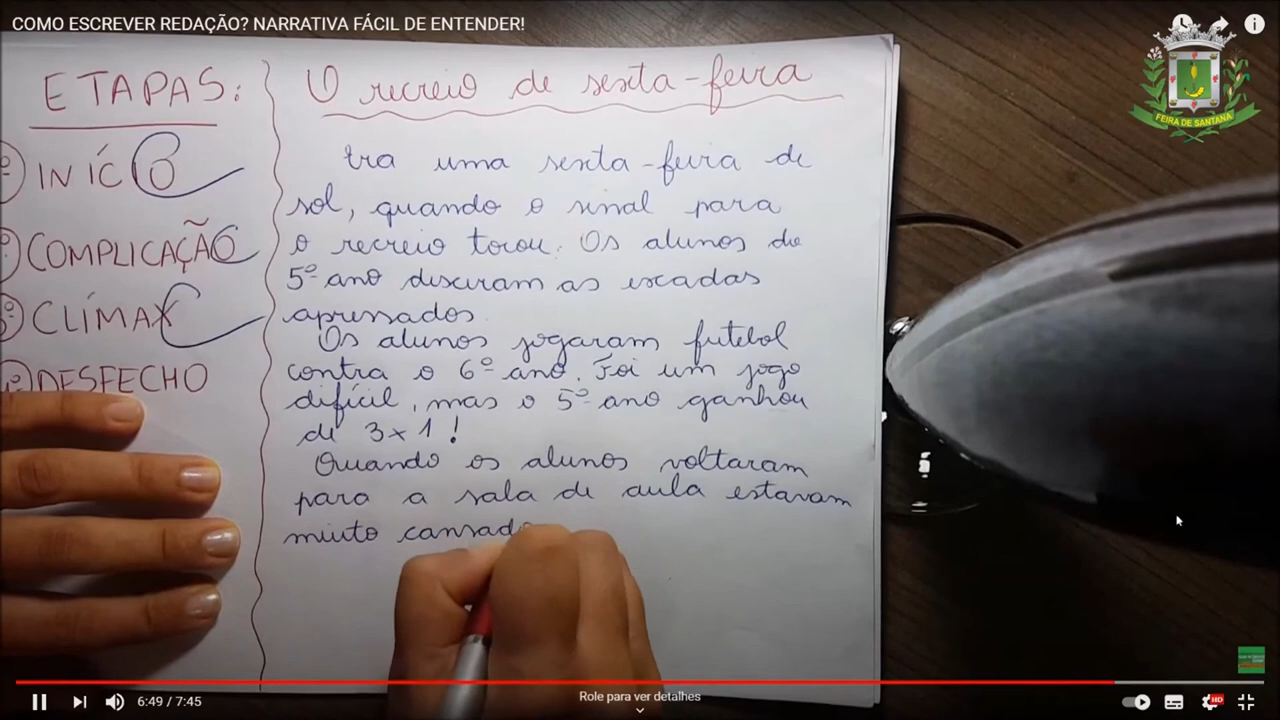 COMO ESCREVER REDAÇÃO? NARRATIVA FÁCIL DE ENTENDER!
FEIRA DE SANTANA
ETAPAS:
INÍCIO
COMPLICAÇÃO
CLÍMAX
DESFECHO
O recreio de sexta-feira
Era uma sexta-feira de
sol, quando o sinal para
o recreio tocou. Os alunos do
5º ano desceram as escadas
apressados.
Os alunos jogaram futebol
contra o 6º ano. Foi um jogo
difícil, mas o 5º ano ganhou
de 3x1!
Quando os alunos voltaram
para a sala de aula estavam
muito cansado
6:49 / 7:45
Role para ver detalhes
HD